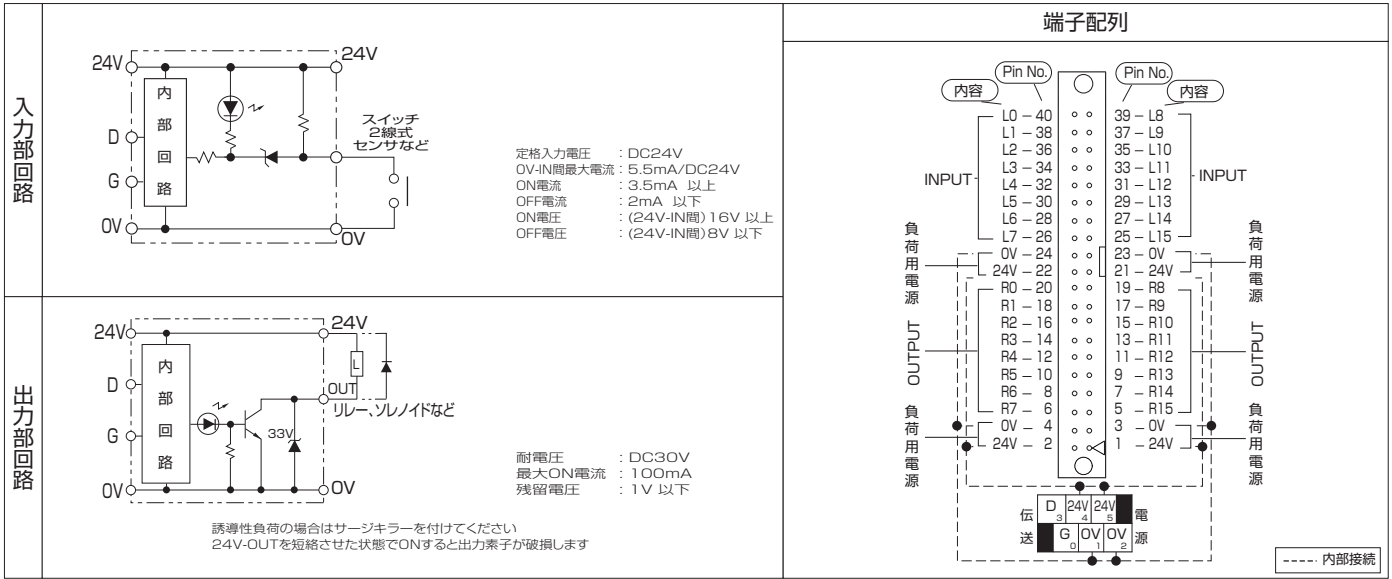 入力部回路
24V
24V
内部回路
D
G
0V
0V
スイッチ
2線式
センサなど
定格入力電圧 : DC24V
0V-IN間最大電流 : 5.5mA/DC24V
ON電流 : 3.5mA 以上
OFF電流 : 2mA 以下
ON電圧 : (24V-IN間)16V 以上
OFF電圧 : (24V-IN間)8V 以下
出力部回路
24V
24V
内部回路
D
G
0V
0V
L
OUT
リレー、ソレノイドなど
33V
耐電圧 : DC30V
最大ON電流 : 100mA
残留電圧 : 1V 以下
誘導性負荷の場合はサージキラーを付けてください
24V-OUTを短絡させた状態でONすると出力素子が破損します
端子配列
Pin No. Pin No.
内容 内容
L0 – 40 39 – L8
L1 – 38 37 – L9
L2 – 36 35 – L10
L3 – 34 33 – L11
INPUT INPUT
L4 – 32 31 – L12
L5 – 30 29 – L13
L6 – 28 27 – L14
L7 – 26 25 – L15
0V – 24 23 – 0V
24V – 22 21 – 24V
負荷用電源 負荷用電源
R0 – 20 19 – R8
R1 – 18 17 – R9
R2 – 16 15 – R10
R3 – 14 13 – R11
OUTPUT OUTPUT
R4 – 12 11 – R12
R5 – 10 9 – R13
R6 – 8 7 – R14
R7 – 6 5 – R15
0V – 4 3 – 0V
24V – 2 1 – 24V
負荷用電源 負荷用電源
伝送 電源
D 3 24V 4 24V 5
G 0 0V 1 0V 2
内部接続